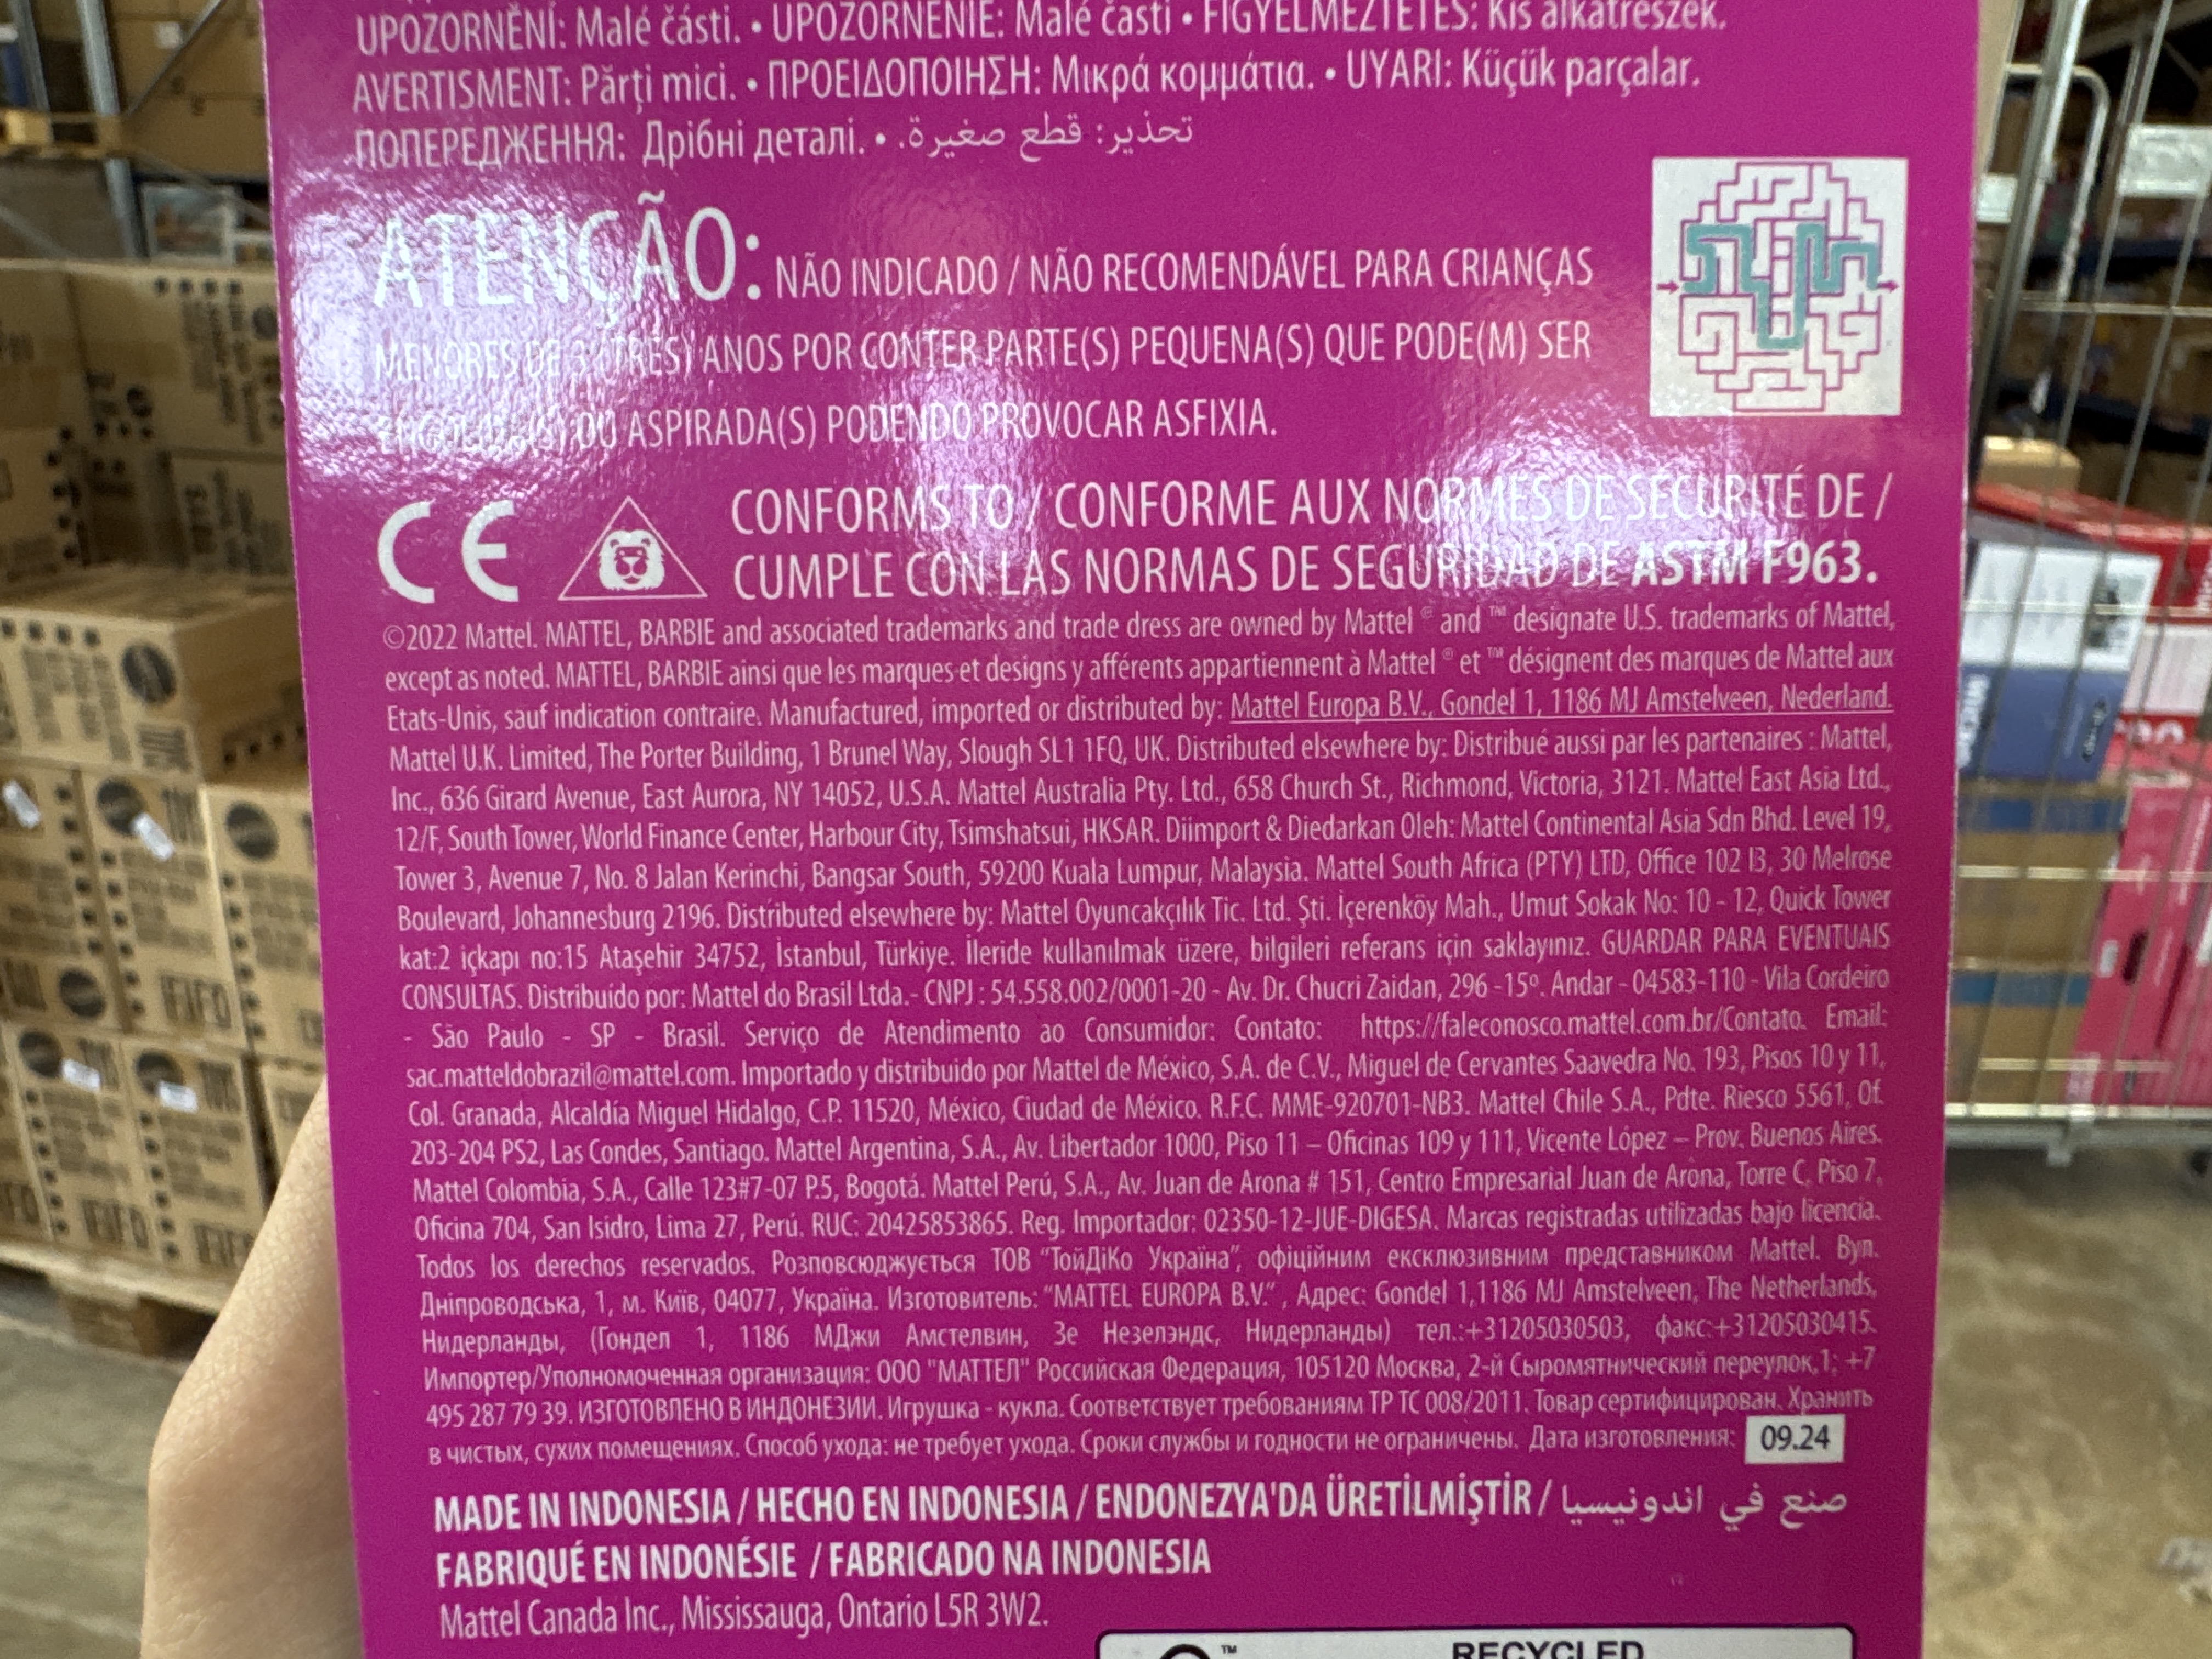 UPOZORNĚNÍ: Malé části. • UPOZORNENIE: Malé časti • FIGYELMEZTETÉS: Kis alkatrészek.
AVERTISMENT: Părți mici. • ΠΡΟΕΙΔΟΠΟΙΗΣΗ: Μικρά κομμάτια. • UYARI: Küçük parçalar.
ПОПЕРЕДЖЕННЯ: Дрібні деталі. • تحذير: قطع صغيرة.
ATENÇÃO: NÃO INDICADO / NÃO RECOMENDÁVEL PARA CRIANÇAS
MENORES DE 3 (TRÊS) ANOS POR CONTER PARTE(S) PEQUENA(S) QUE PODE(M) SER
OU ASPIRADA(S) PODENDO PROVOCAR ASFIXIA.
CE
CONFORMS TO / CONFORME AUX NORMES DE SÉCURITÉ DE /
CUMPLE CON LAS NORMAS DE SEGURIDAD DE ASTM F963.
©2022 Mattel. MATTEL, BARBIE and associated trademarks and trade dress are owned by Mattel ® and ™ designate U.S. trademarks of Mattel,
except as noted. MATTEL, BARBIE ainsi que les marques et designs y afférents appartiennent à Mattel ® et ™ désignent des marques de Mattel aux
Etats-Unis, sauf indication contraire. Manufactured, imported or distributed by: Mattel Europa B.V., Gondel 1, 1186 MJ Amstelveen, Nederland.
Mattel U.K. Limited, The Porter Building, 1 Brunel Way, Slough SL1 1FQ, UK. Distributed elsewhere by: Distribué aussi par les partenaires : Mattel,
Inc., 636 Girard Avenue, East Aurora, NY 14052, U.S.A. Mattel Australia Pty. Ltd., 658 Church St., Richmond, Victoria, 3121. Mattel East Asia Ltd.,
12/F, South Tower, World Finance Center, Harbour City, Tsimshatsui, HKSAR. Diimport & Diedarkan Oleh: Mattel Continental Asia Sdn Bhd. Level 19,
Tower 3, Avenue 7, No. 8 Jalan Kerinchi, Bangsar South, 59200 Kuala Lumpur, Malaysia. Mattel South Africa (PTY) LTD, Office 102 I3, 30 Melrose
Boulevard, Johannesburg 2196. Distributed elsewhere by: Mattel Oyuncakçılık Tic. Ltd. Şti. İçerenköy Mah., Umut Sokak No: 10 - 12, Quick Tower
kat:2 içkapı no:15 Ataşehir 34752, İstanbul, Türkiye. İleride kullanılmak üzere, bilgileri referans için saklayınız. GUARDAR PARA EVENTUAIS
CONSULTAS. Distribuído por: Mattel do Brasil Ltda.- CNPJ : 54.558.002/0001-20 - Av. Dr. Chucri Zaidan, 296 -15º. Andar - 04583-110 - Vila Cordeiro
- São Paulo - SP - Brasil. Serviço de Atendimento ao Consumidor: Contato: https://faleconosco.mattel.com.br/Contato. Email:
sac.matteldobrazil@mattel.com. Importado y distribuido por Mattel de México, S.A. de C.V., Miguel de Cervantes Saavedra No. 193, Pisos 10 y 11,
Col. Granada, Alcaldía Miguel Hidalgo, C.P. 11520, México, Ciudad de México. R.F.C. MME-920701-NB3. Mattel Chile S.A., Pdte. Riesco 5561, Of.
203-204 PS2, Las Condes, Santiago. Mattel Argentina, S.A., Av. Libertador 1000, Piso 11 – Oficinas 109 y 111, Vicente López – Prov. Buenos Aires.
Mattel Colombia, S.A., Calle 123#7-07 P.5, Bogotá. Mattel Perú, S.A., Av. Juan de Arona # 151, Centro Empresarial Juan de Arona, Torre C, Piso 7,
Oficina 704, San Isidro, Lima 27, Perú. RUC: 20425853865. Reg. Importador: 02350-12-JUE-DIGESA. Marcas registradas utilizadas bajo licencia.
Todos los derechos reservados. Розповсюджується ТОВ “ТойДіКо Україна”, офіційним ексклюзивним представником Mattel. Вул.
Дніпроводська, 1, м. Київ, 04077, Україна. Изготовитель: “MATTEL EUROPA B.V.” , Адрес: Gondel 1,1186 MJ Amstelveen, The Netherlands,
Нидерланды, (Гондел 1, 1186 МДжи Амстелвин, Зе Незелэндс, Нидерланды) тел.:+31205030503, факс:+31205030415.
Импортер/Уполномоченная организация: ООО "МАТТЕЛ" Российская Федерация, 105120 Москва, 2-й Сыромятнический переулок,1; +7
495 287 79 39. ИЗГОТОВЛЕНО В ИНДОНЕЗИИ. Игрушка - кукла. Соответствует требованиям ТР ТС 008/2011. Товар сертифицирован. Хранить
в чистых, сухих помещениях. Способ ухода: не требует ухода. Сроки службы и годности не ограничены. Дата изготовления: 09.24
MADE IN INDONESIA / HECHO EN INDONESIA / ENDONEZYA'DA ÜRETİLMİŞTİR / صنع في اندونيسيا
FABRIQUÉ EN INDONÉSIE / FABRICADO NA INDONESIA
Mattel Canada Inc., Mississauga, Ontario L5R 3W2.
RECYCLED